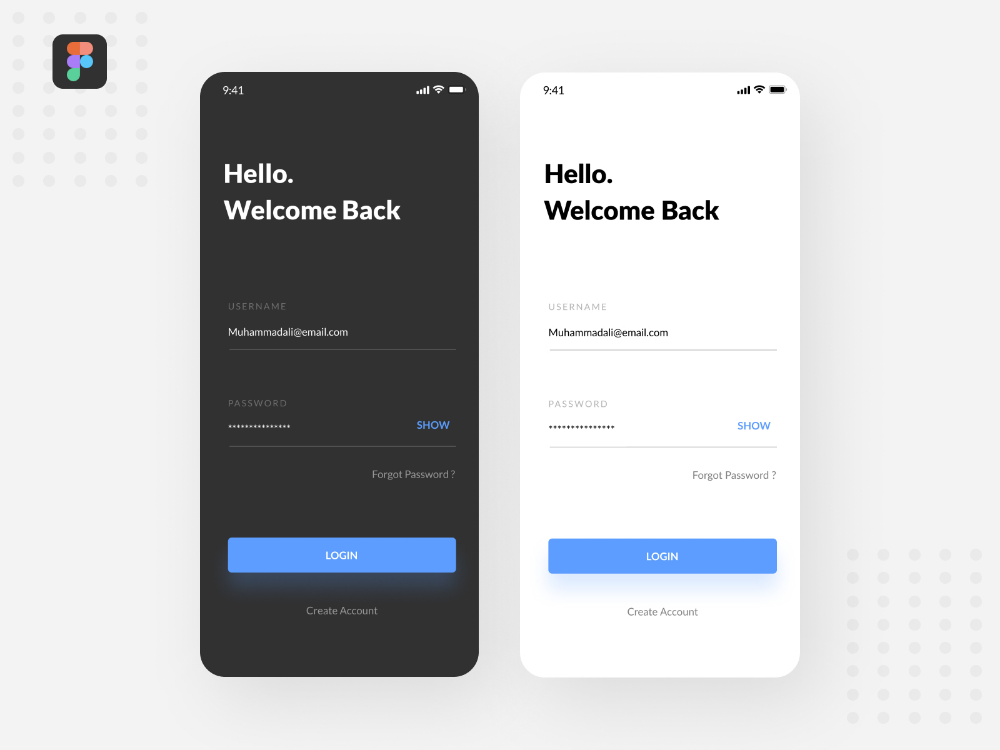 9:41
Hello.
Welcome Back
USERNAME
Muhammadali@email.com
PASSWORD
***************
SHOW
Forgot Password ?
LOGIN
Create Account
9:41
Hello.
Welcome Back
USERNAME
Muhammadali@email.com
PASSWORD
***************
SHOW
Forgot Password ?
LOGIN
Create Account